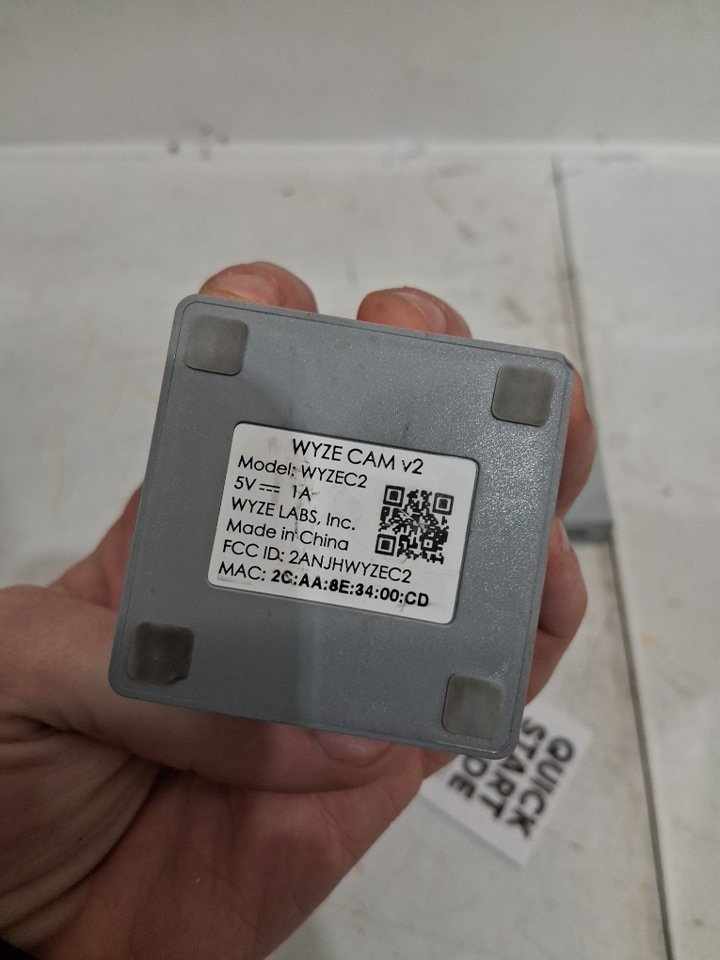 WYZE CAM v2
Model: WYZEC2
5V ⎓ 1A
WYZE LABS, Inc.
Made in China
FCC ID: 2ANJHWYZEC2
MAC: 2C:AA:8E:34:00:CD
QUICK
START